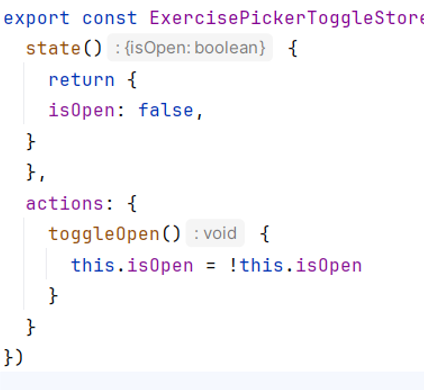 export const ExercisePickerToggleStore
state() : {isOpen: boolean} {
return {
isOpen: false,
}
},
actions: {
toggleOpen() : void {
this.isOpen = !this.isOpen
}
}
})